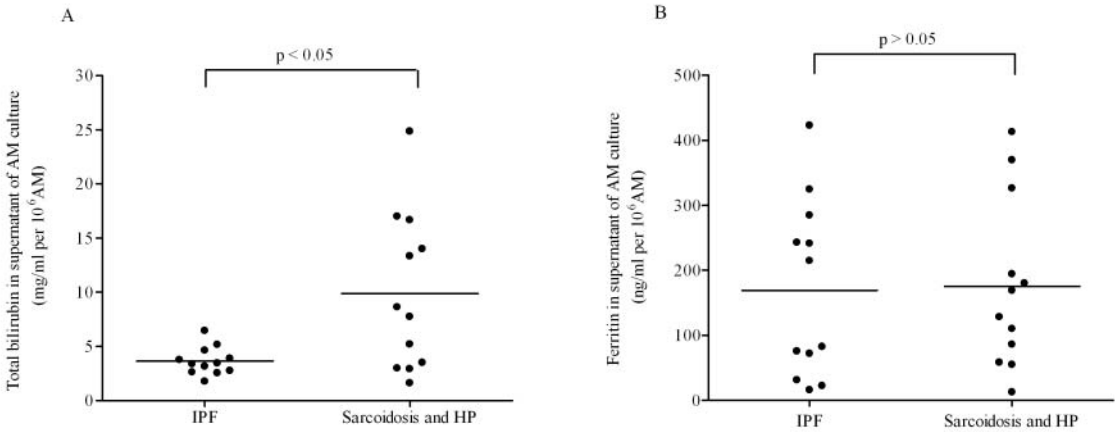 A
p < 0.05
Total bilirubin in supernatant of AM culture
(mg/ml per 10⁶AM)
30
25
20
15
10
5
0
IPF
Sarcoidosis and HP
B
p > 0.05
Ferritin in supernatant of AM culture
(ng/ml per 10⁶AM)
500
400
300
200
100
0
IPF
Sarcoidosis and HP